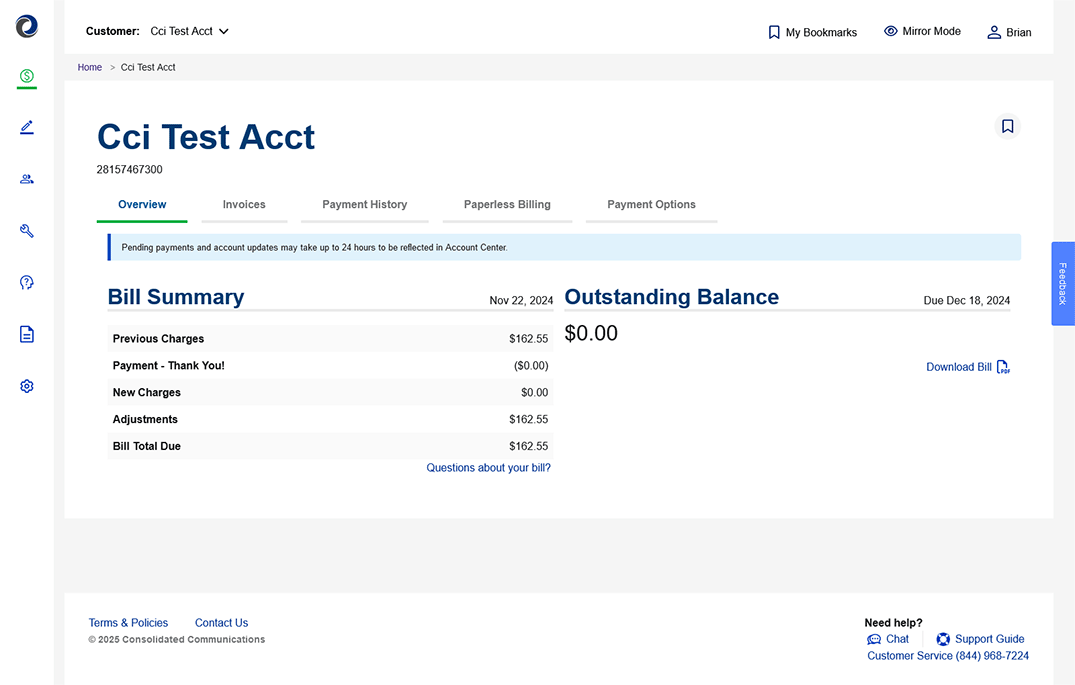 Customer: Cci Test Acct
My Bookmarks
Mirror Mode
Brian
Home > Cci Test Acct
Cci Test Acct
28157467300
Overview
Invoices
Payment History
Paperless Billing
Payment Options
Pending payments and account updates may take up to 24 hours to be reflected in Account Center.
Bill Summary
Nov 22, 2024
Previous Charges $162.55
Payment - Thank You! ($0.00)
New Charges $0.00
Adjustments $162.55
Bill Total Due $162.55
Questions about your bill?
Outstanding Balance
Due Dec 18, 2024
$0.00
Download Bill PDF
Feedback
Terms & Policies
Contact Us
© 2025 Consolidated Communications
Need help?
Chat
Support Guide
Customer Service (844) 968-7224